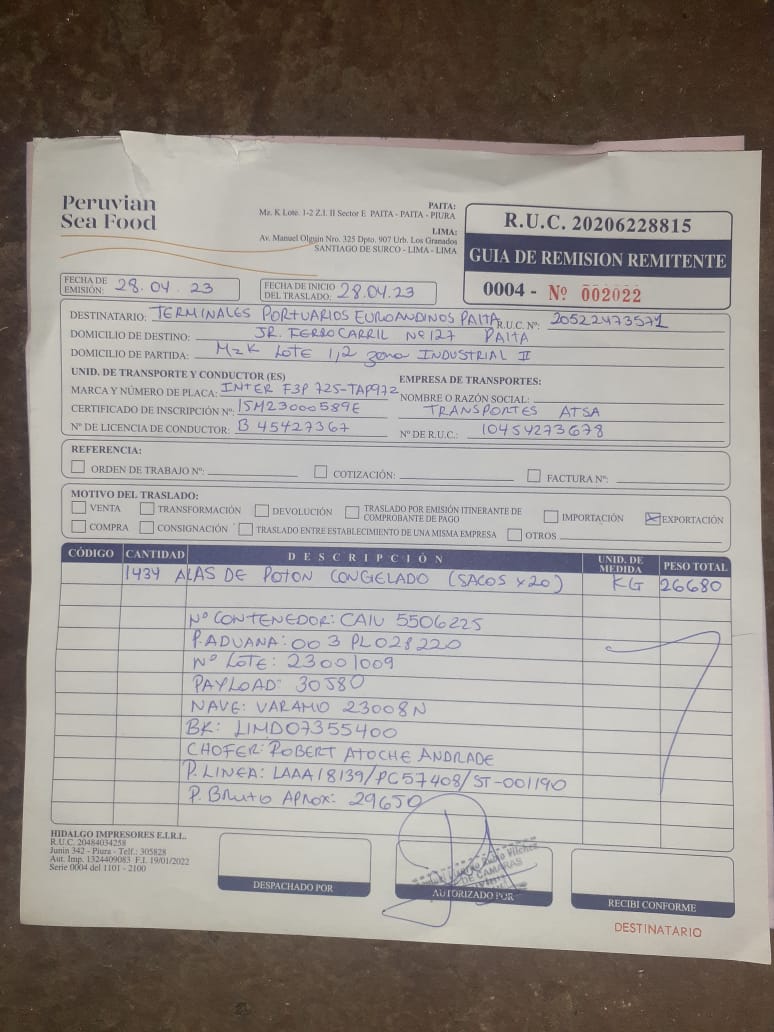 Peruvian
Sea Food
PAITA:
Mz. K Lote. 1-2 Z.I. II Sector E PAITA - PAITA - PIURA
LIMA:
Av. Manuel Olguin Nro. 325 Dpto. 907 Urb. Los Granados
SANTIAGO DE SURCO - LIMA - LIMA
R.U.C. 20206228815
GUIA DE REMISION REMITENTE
0004 - Nº 002022
FECHA DE EMISIÓN: 28.04.23
FECHA DE INICIO DEL TRASLADO: 28.04.23
DESTINATARIO: TERMINALES PORTUARIOS EUROANDINOS PAITA R.U.C. Nº: 20522473571
DOMICILIO DE DESTINO: JR. FERROCARRIL Nº127 PAITA
DOMICILIO DE PARTIDA: MzK LOTE 1,2 zona INDUSTRIAL II
UNID. DE TRANSPORTE Y CONDUCTOR (ES)
MARCA Y NÚMERO DE PLACA: INTER F3P 725-TAP972
CERTIFICADO DE INSCRIPCIÓN Nº: 15M23000589E
Nº DE LICENCIA DE CONDUCTOR: B 45427367
EMPRESA DE TRANSPORTES:
NOMBRE O RAZÓN SOCIAL:
TRANSPORTES ATSA
Nº DE R.U.C.: 10454273678
REFERENCIA:
ORDEN DE TRABAJO Nº: COTIZACIÓN: FACTURA Nº:
MOTIVO DEL TRASLADO:
VENTA TRANSFORMACIÓN DEVOLUCIÓN TRASLADO POR EMISIÓN ITINERANTE DE COMPROBANTE DE PAGO IMPORTACIÓN EXPORTACIÓN
COMPRA CONSIGNACIÓN TRASLADO ENTRE ESTABLECIMIENTO DE UNA MISMA EMPRESA OTROS
CÓDIGO CANTIDAD DESCRIPCIÓN UNID. DE MEDIDA PESO TOTAL
1434 ALAS DE POTON CONGELADO (SACOS x20) KG 26680
Nº CONTENEDOR: CAIU 5506225
P. ADUANA: 003 PL028220
Nº LOTE: 23001009
PAYLOAD: 30580
NAVE: VARAMO 23008N
BK: LIMD07355400
CHOFER: ROBERT ATOCHE ANDRADE
P. LINEA: LAAA18139/PC57408/ST-001190
P. BRUTO APROX: 29650
HIDALGO IMPRESORES E.I.R.L.
R.U.C. 20484034258
Junin 342 - Piura - Telf.: 305828
Aut. Imp. 1324409083 F.I. 19/01/2022
Serie 0004 del 1101 - 2100
DESPACHADO POR
DE CAMARAS
AUTORIZADO POR
RECIBI CONFORME
DESTINATARIO